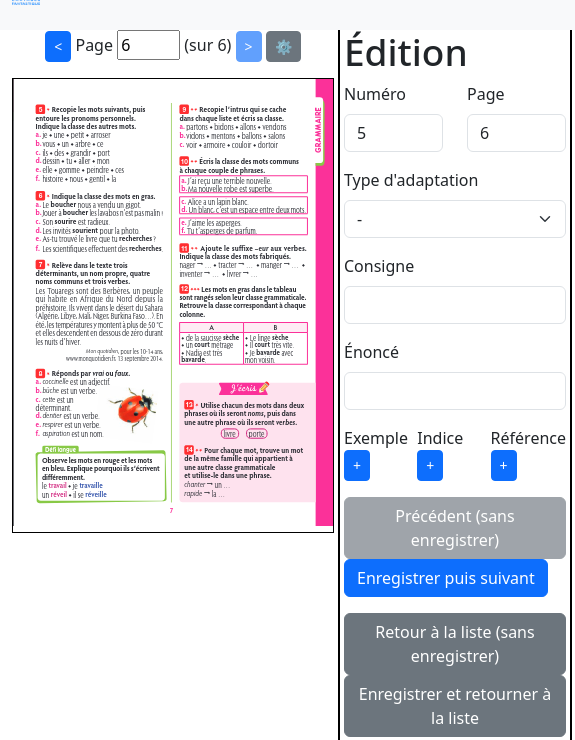 < Page 6 (sur 6) > ⚙️
5 • Recopie les mots suivants, puis
entoure les pronoms personnels.
Indique la classe des autres mots.
a. je • une • petit • arroser
b. vous • un • arbre • ce
c. ils • des • grandir • port
d. dessin • tu • aller • mon
e. elle • gomme • peindre • ces
f. histoire • nous • gentil • la
6 • Indique la classe des mots en gras.
a. Le boucher nous a vendu un gigot.
b. Jouer à boucher les lavabos n'est pas malin !
c. Son sourire est radieux.
d. Les invités sourient pour la photo.
e. As-tu trouvé le livre que tu recherches ?
f. Les scientifiques effectuent des recherches.
7 • Relève dans le texte trois
déterminants, un nom propre, quatre
noms communs et trois verbes.
Les Touaregs sont des Berbères, un peuple
qui habite en Afrique du Nord depuis la
préhistoire. Ils vivent dans le désert du Sahara
(Algérie, Libye, Mali, Niger, Burkina Faso…). En
été, les températures y montent à plus de 50 °C
et elles descendent en dessous de zéro durant
les nuits d'hiver.
Mon quotidien, pour les 10-14 ans,
www.monquotidien.fr, 13 septembre 2014.
8 • Réponds par vrai ou faux.
a. coccinelle est un adjectif.
b. bûche est un verbe.
c. cette est un
déterminant.
d. dentier est un verbe.
e. respirer est un verbe.
f. aspiration est un nom.
Défi langue
Observe les mots en rouge et les mots
en bleu. Explique pourquoi ils s'écrivent
différemment.
le travail • je travaille
un réveil • il se réveille
9 •• Recopie l'intrus qui se cache
dans chaque liste et écris sa classe.
a. partons • bidons • allons • vendons
b. vidons • mentons • ballons • salons
c. voir • armoire • couloir • dortoir
10 •• Écris la classe des mots communs
à chaque couple de phrases.
a. J'ai reçu une terrible nouvelle.
b. Ma nouvelle robe est superbe.
c. Alice a un lapin blanc.
d. Un blanc, c'est un espace entre deux mots.
e. J'aime les asperges.
f. Tu t'asperges de parfum.
11 •• Ajoute le suffixe –eur aux verbes.
Indique la classe des mots fabriqués.
nager → … • tracter → … • manger → … •
inventer → … • livrer → …
12 ••• Les mots en gras dans le tableau
sont rangés selon leur classe grammaticale.
Retrouve la classe correspondant à chaque
colonne.
A B
• de la saucisse sèche • Le linge sèche.
• un court métrage • Il court très vite.
• Nadia est très • Je bavarde avec
bavarde. mon voisin.
J'écris
13 • Utilise chacun des mots dans deux
phrases où ils seront noms, puis dans
une autre phrase où ils seront verbes.
livre porte
14 •• Pour chaque mot, trouve un mot
de la même famille qui appartient à
une autre classe grammaticale
et utilise-le dans une phrase.
chanter → un …
rapide → la …
GRAMMAIRE
7
Édition
Numéro Page
5 6
Type d'adaptation
-
Consigne
Énoncé
Exemple Indice Référence
+ + +
Précédent (sans
enregistrer)
Enregistrer puis suivant
Retour à la liste (sans
enregistrer)
Enregistrer et retourner à
la liste